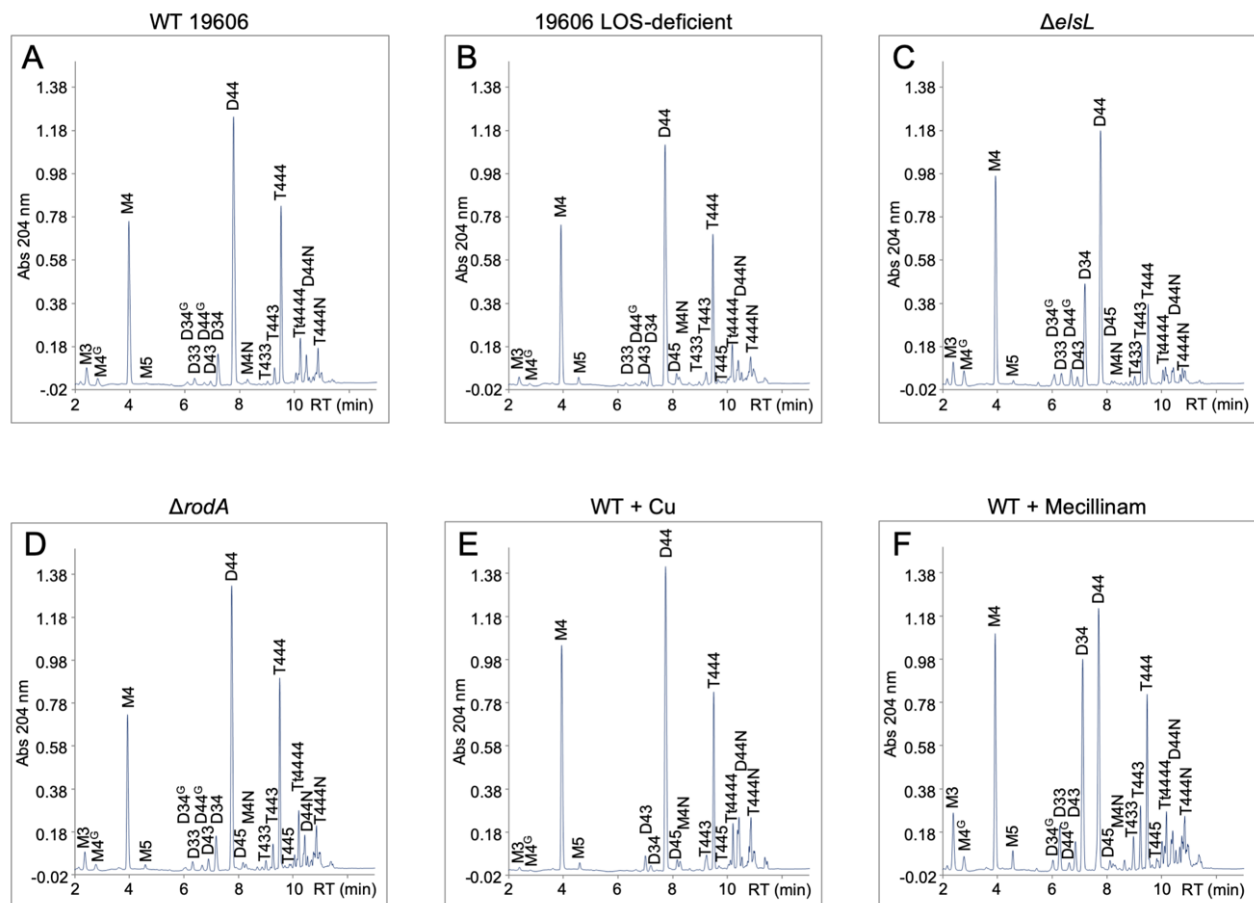 WT 19606
A
Abs 204 nm
1.38
1.18
0.98
0.78
0.58
0.38
0.18
-0.02
M3
M4G
M4
M5
D34G
D33
D44G
D43
D34
D44
M4N
T433
T443
T444
Tt4444
D44N
T444N
2
4
6
8
10
RT (min)
19606 LOS-deficient
B
Abs 204 nm
1.38
1.18
0.98
0.78
0.58
0.38
0.18
-0.02
M3
M4G
M4
M5
D33
D44G
D43
D34
D44
D45
M4N
T433
T443
T444
T445
Tt4444
D44N
T444N
2
4
6
8
10
RT (min)
ΔelsL
C
Abs 204 nm
1.38
1.18
0.98
0.78
0.58
0.38
0.18
-0.02
M3
M4G
M4
M5
D34G
D33
D44G
D43
D34
D44
D45
M4N
T433
T443
T444
Tt4444
D44N
T444N
2
4
6
8
10
RT (min)
ΔrodA
D
Abs 204 nm
1.38
1.18
0.98
0.78
0.58
0.38
0.18
-0.02
M3
M4G
M4
M5
D34G
D33
D44G
D43
D34
D44
D45
M4N
T433
T443
T444
T445
Tt4444
D44N
T444N
2
4
6
8
10
RT (min)
WT + Cu
E
Abs 204 nm
1.38
1.18
0.98
0.78
0.58
0.38
0.18
-0.02
M3
M4G
M4
M5
D43
D34
D44
D45
M4N
T443
T444
T445
Tt4444
D44N
T444N
2
4
6
8
10
RT (min)
WT + Mecillinam
F
Abs 204 nm
1.38
1.18
0.98
0.78
0.58
0.38
0.18
-0.02
M3
M4G
M4
M5
D34G
D33
D44G
D43
D34
D44
D45
M4N
T433
T443
T444
T445
Tt4444
D44N
T444N
2
4
6
8
10
RT (min)